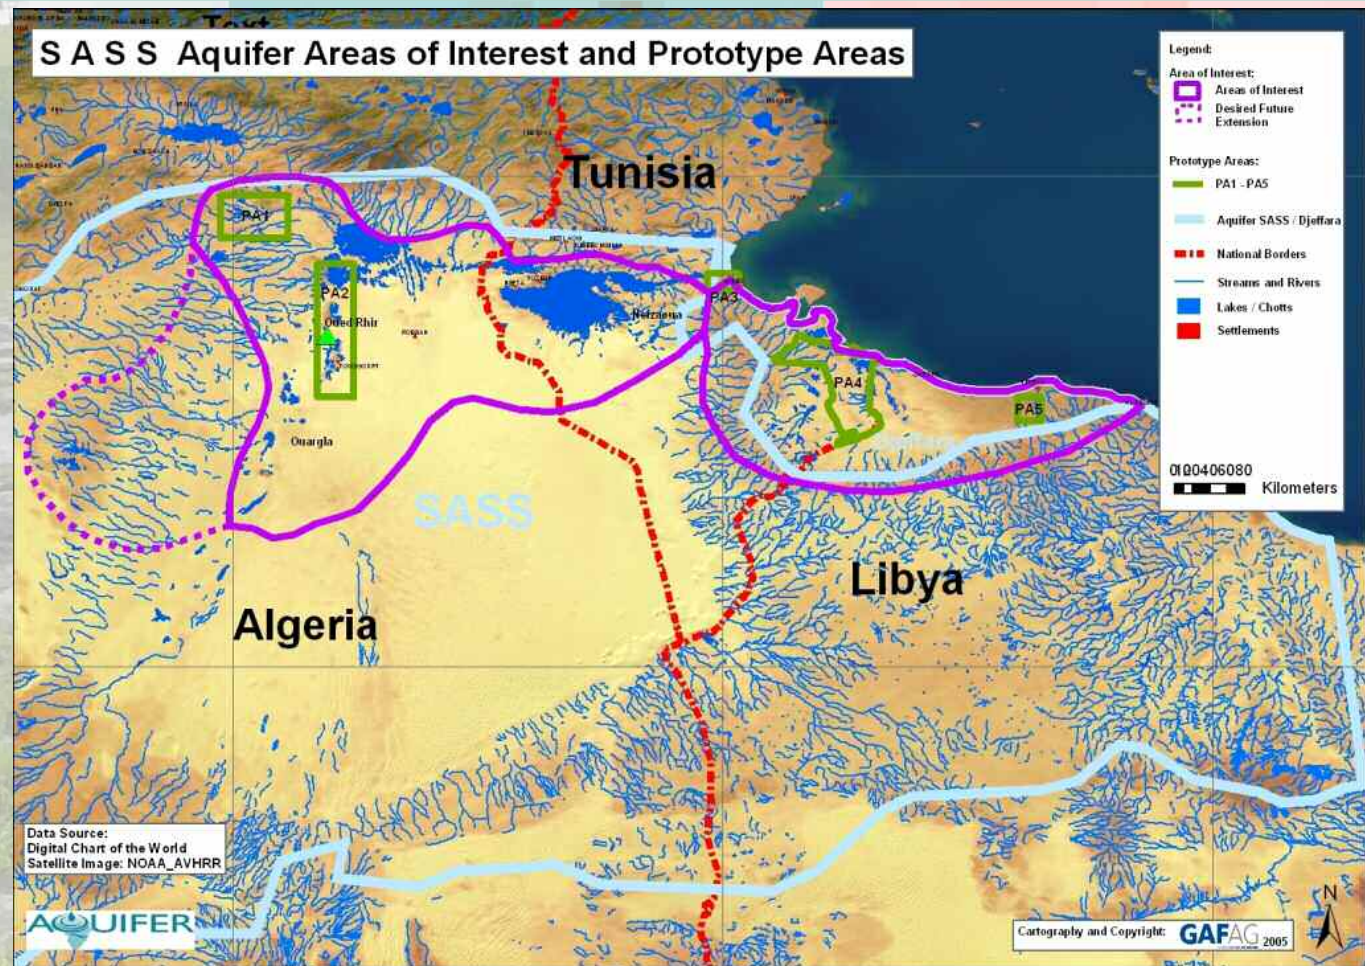 Text
S A S S Aquifer Areas of Interest and Prototype Areas
Legend:
Area of Interest:
Areas of Interest
Desired Future
Extension
Prototype Areas:
PA1 - PA5
Aquifer SASS / Djeffara
National Borders
Streams and Rivers
Lakes / Chotts
Settlements
0 20406080
Kilometers
Tunisia
PA1
PA2
Oued Rhir
PA3
Nefzaoua
PA4
PA5
Ouargla
SASS
Libya
Algeria
Data Source:
Digital Chart of the World
Satellite Image: NOAA_AVHRR
AQUIFER
Cartography and Copyright: GAFAG 2005
N